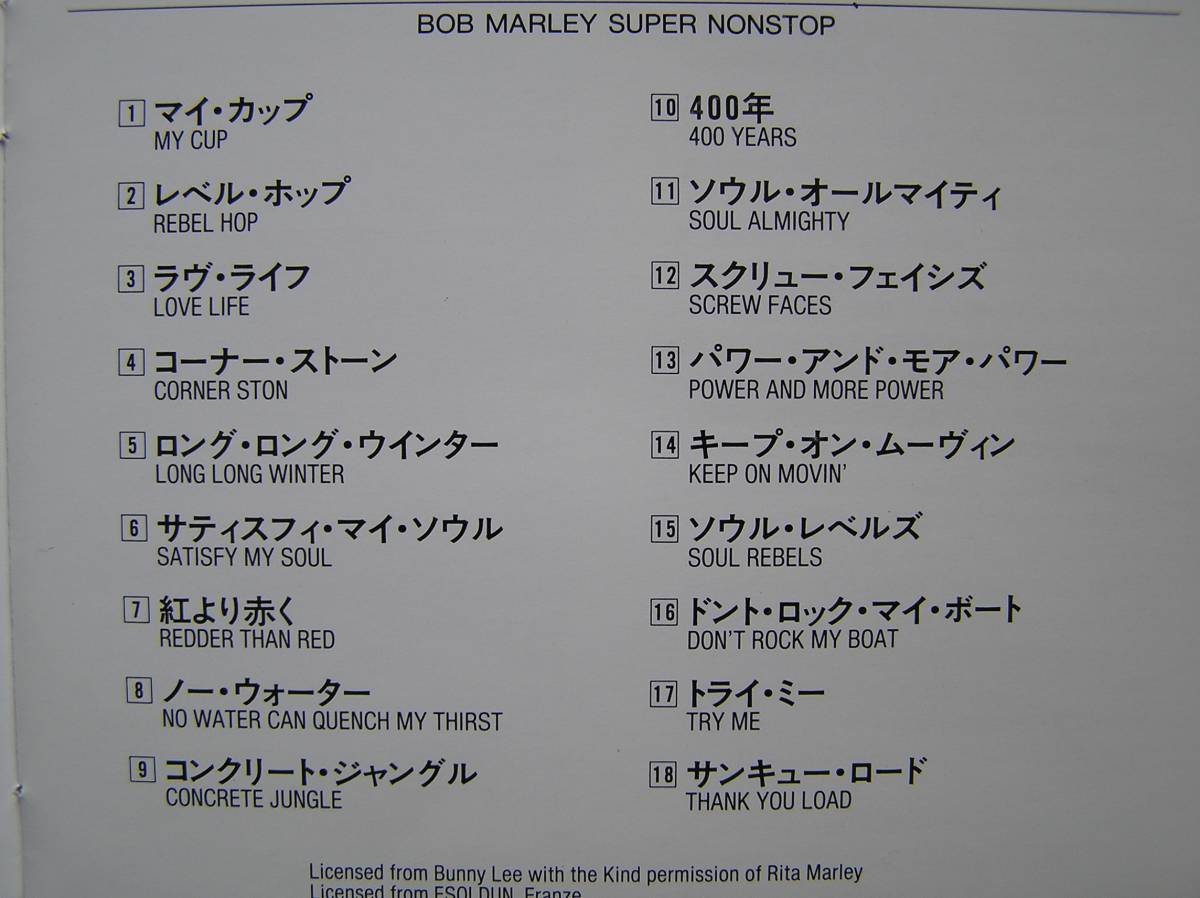 BOB MARLEY SUPER NONSTOP
1 マイ・カップ
MY CUP
2 レベル・ホップ
REBEL HOP
3 ラヴ・ライフ
LOVE LIFE
4 コーナー・ストーン
CORNER STON
5 ロング・ロング・ウインター
LONG LONG WINTER
6 サティスフィ・マイ・ソウル
SATISFY MY SOUL
7 紅より赤く
REDDER THAN RED
8 ノー・ウォーター
NO WATER CAN QUENCH MY THIRST
9 コンクリート・ジャングル
CONCRETE JUNGLE
10 400年
400 YEARS
11 ソウル・オールマイティ
SOUL ALMIGHTY
12 スクリュー・フェイシズ
SCREW FACES
13 パワー・アンド・モア・パワー
POWER AND MORE POWER
14 キープ・オン・ムーヴィン
KEEP ON MOVIN'
15 ソウル・レベルズ
SOUL REBELS
16 ドント・ロック・マイ・ボート
DON'T ROCK MY BOAT
17 トライ・ミー
TRY ME
18 サンキュー・ロード
THANK YOU LOAD
Licensed from Bunny Lee with the Kind permission of Rita Marley
Licensed from ESOLDUN, Franze